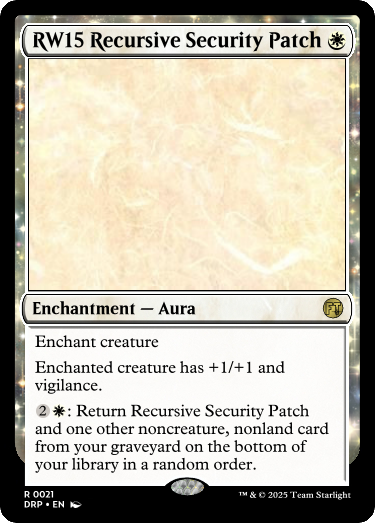 RW15 Recursive Security Patch
Enchantment — Aura
FT
Enchant creature
Enchanted creature has +1/+1 and
vigilance.
2 : Return Recursive Security Patch
and one other noncreature, nonland card
from your graveyard on the bottom of
your library in a random order.
R 0021
DRP • EN
™ & © 2025 Team Starlight